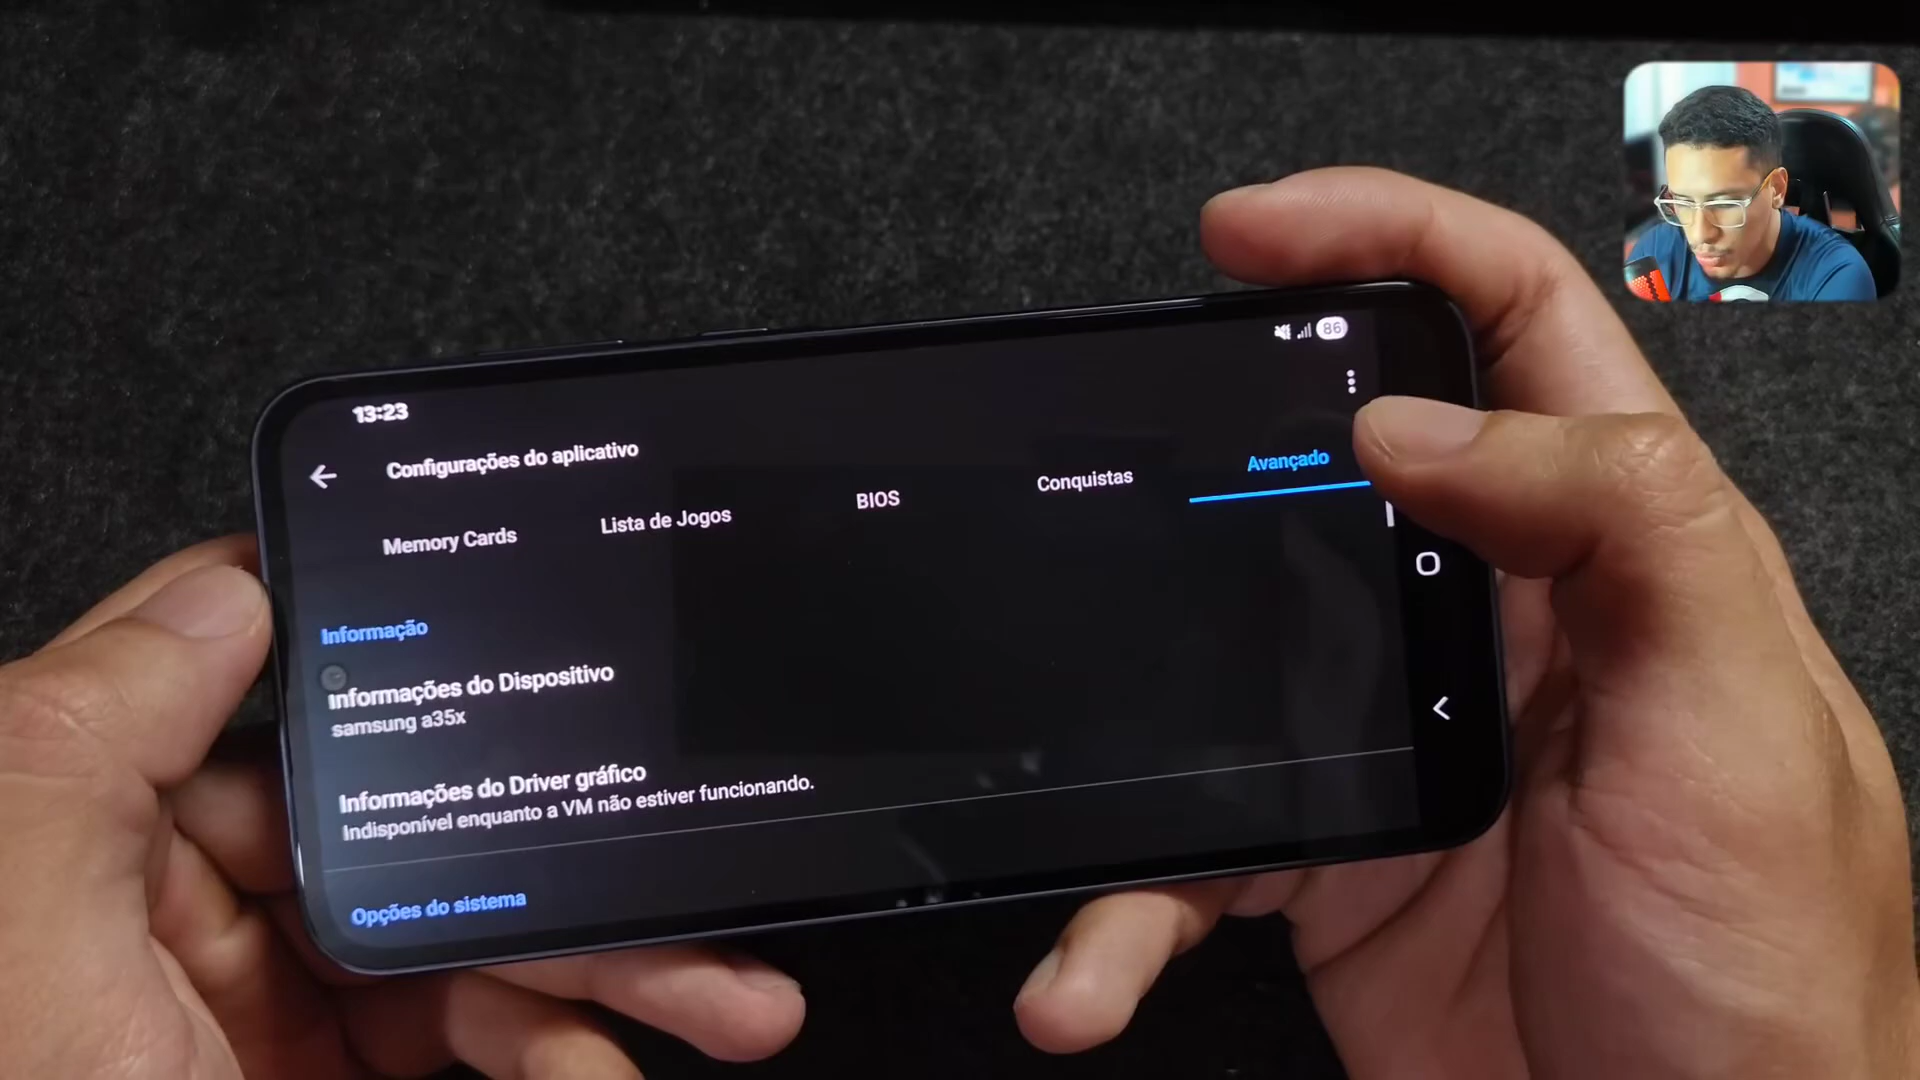 13:23
86
Configurações do aplicativo
Memory Cards
Lista de Jogos
BIOS
Conquistas
Avançado
Informação
Informações do Dispositivo
samsung a35x
Informações do Driver gráfico
Indisponível enquanto a VM não estiver funcionando.
Opções do sistema